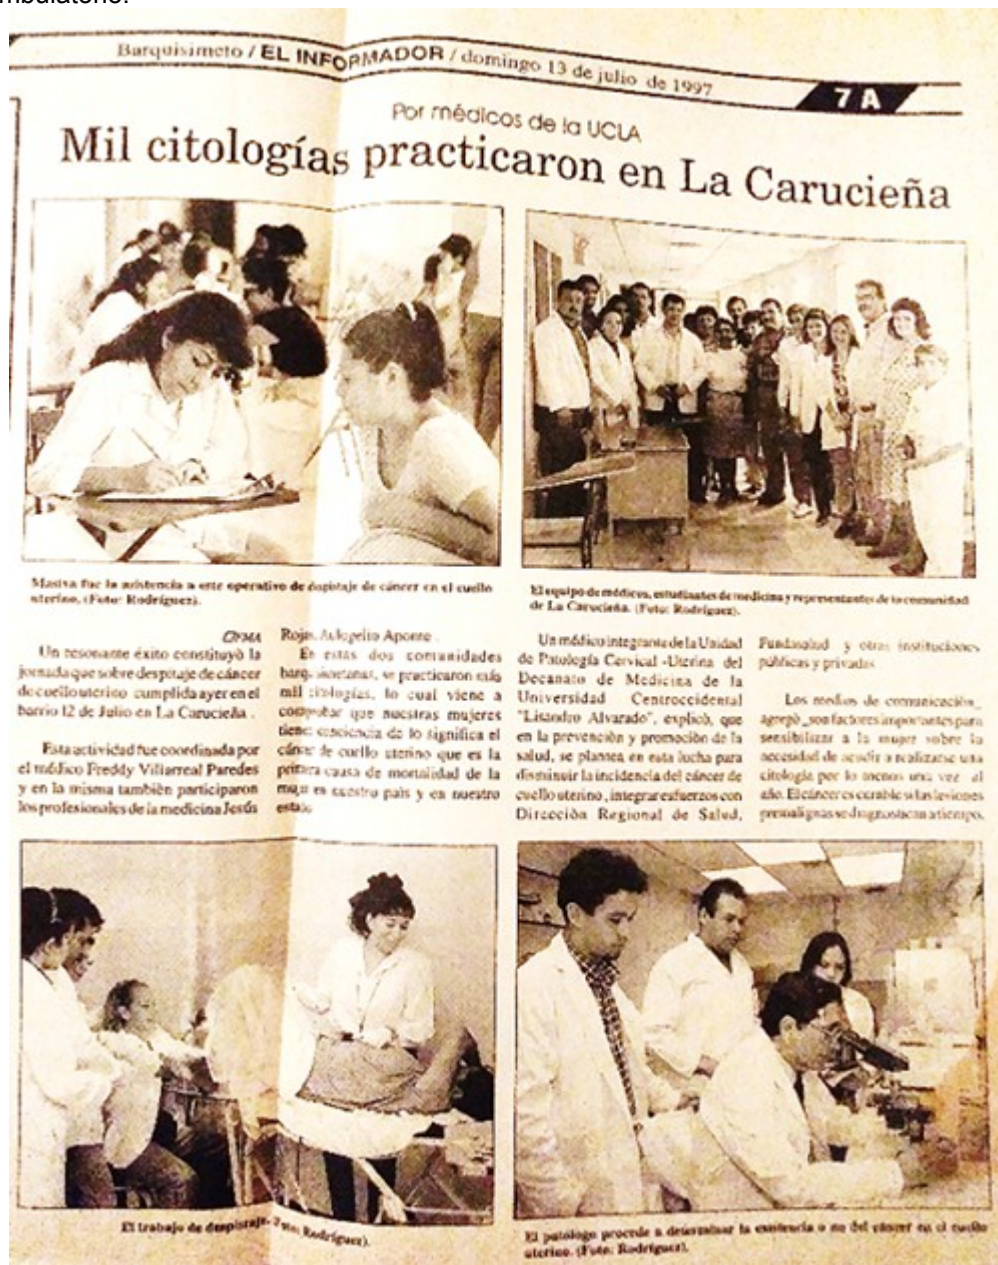 mbulatorio.
Barquisimeto / EL INFORMADOR / domingo 13 de julio de 1997
7 A
Por médicos de la UCLA
Mil citologías practicaron en La Carucieña
Masiva fue la asistencia a este operativo de despistaje de cáncer en el cuello
uterino. (Foto: Rodríguez).
El equipo de médicos, estudiantes de medicina y representantes de la comunidad
de La Carucieña. (Foto: Rodríguez).
Un resonante éxito constituyò la
jornada que sobre despitaje de cáncer
de cuello uterico cumplida ayer en el
barrio 12 de Julio en La Carucieña .
Esta actividad fue coordinada por
el médico Freddy Villarreal Paredes
y en la misma también participaron
los profesionales de la medicina Jesús
Rojas, Aulogelio Aponte .
En estas dos comunidades
barquisimetanas, se practicaron más
mil citologías, lo cual viene a
comprobar que nuestras mujeres
tienen conciencia de lo significa el
cáncer de cuello uterino que es la
primera causa de mortalidad de la
mujer en nuestro país y en nuestro
estado
Un médico integrante de la Unidad
de Patología Cervical -Uterina del
Decanato de Medicina de la
Universidad Centroccidental
"Lisandro Alvarado", explicó, que
en la prevención y promoción de la
salud, se plantea en esta lucha para
disminuir la incidencia del cáncer de
cuello uterino , integrar esfuerzos con
Dirección Regional de Salud,
Fundasalud y otras instituciones
públicas y privadas
Los medios de comunicación_
agregò _son factores importantes para
sensibilizar a la mujer sobre la
necesidad de acudir a realizarse una
citología por lo menos una vez al
año. El cáncer es curable si las lesiones
premalignas se diagnostican a tiempo.
El trabajo de despistaje. Foto: Rodríguez).
El patólogo procede a determinar la existencia o no del cáncer en el cuello
uterino. (Foto: Rodríguez).